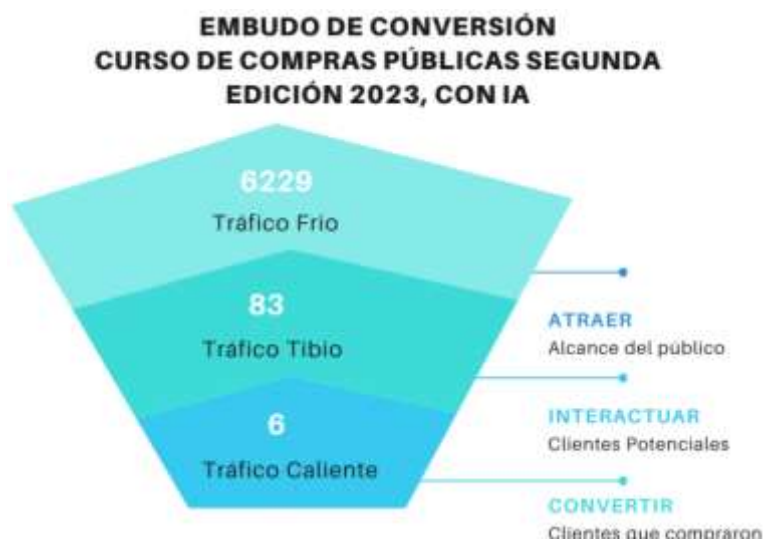 EMBUDO DE CONVERSIÓN
CURSO DE COMPRAS PÚBLICAS SEGUNDA
EDICIÓN 2023, CON IA
6229
Tráfico Frio
83
Tráfico Tibio
6
Tráfico Caliente
ATRAER
Alcance del público
INTERACTUAR
Clientes Potenciales
CONVERTIR
Clientes que compraron